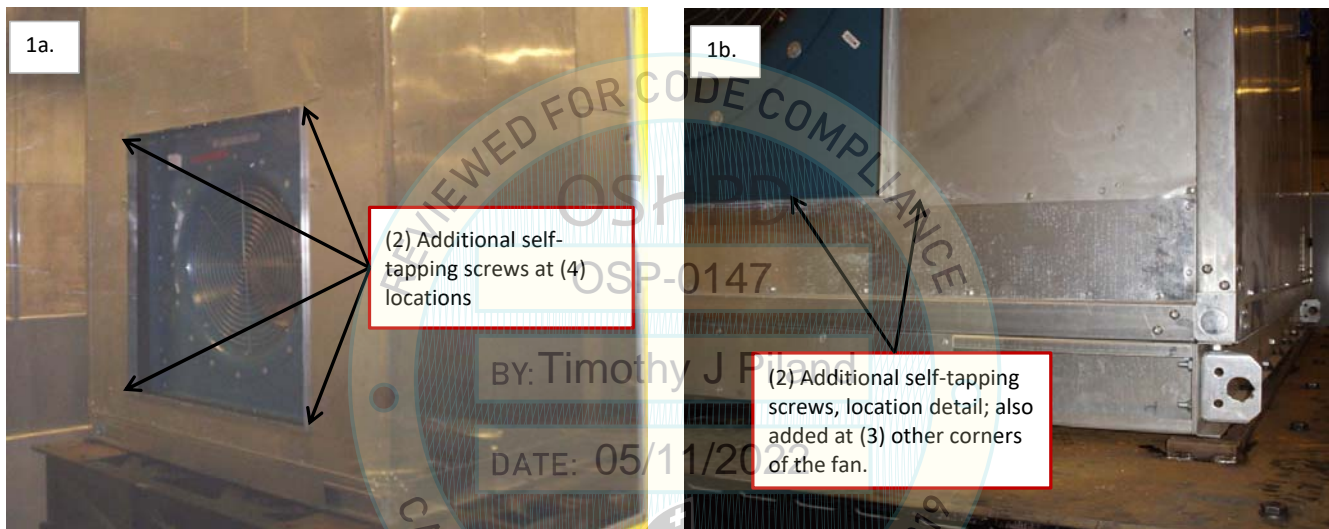 1a.
(2) Additional self-
tapping screws at (4)
locations
1b.
(2) Additional self-tapping
screws, location detail; also
added at (3) other corners
of the fan.
REVIEWED FOR CODE COMPLIANCE
OSHPD
OSP-0147
BY: Timothy J Piland
DATE: 05/11/2022